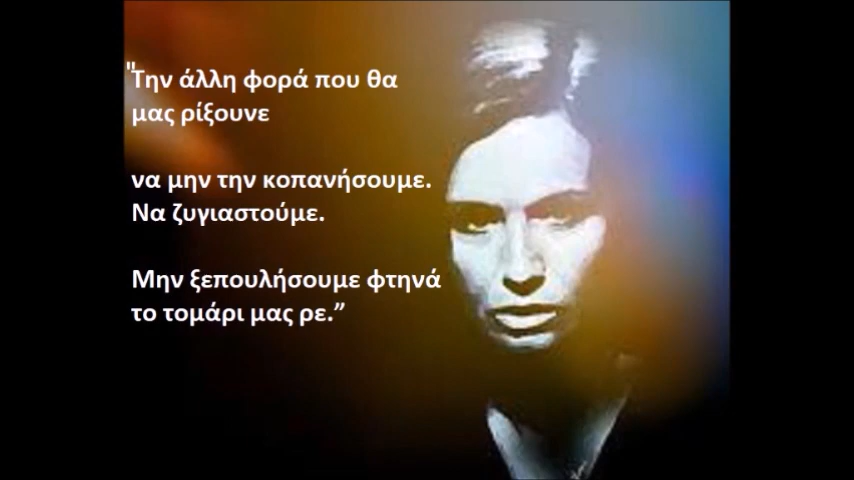 "Την άλλη φορά που θα
μας ρίξουνε
να μην την κοπανήσουμε.
Να ζυγιαστούμε.
Μην ξεπουλήσουμε φτηνά
το τομάρι μας ρε.”